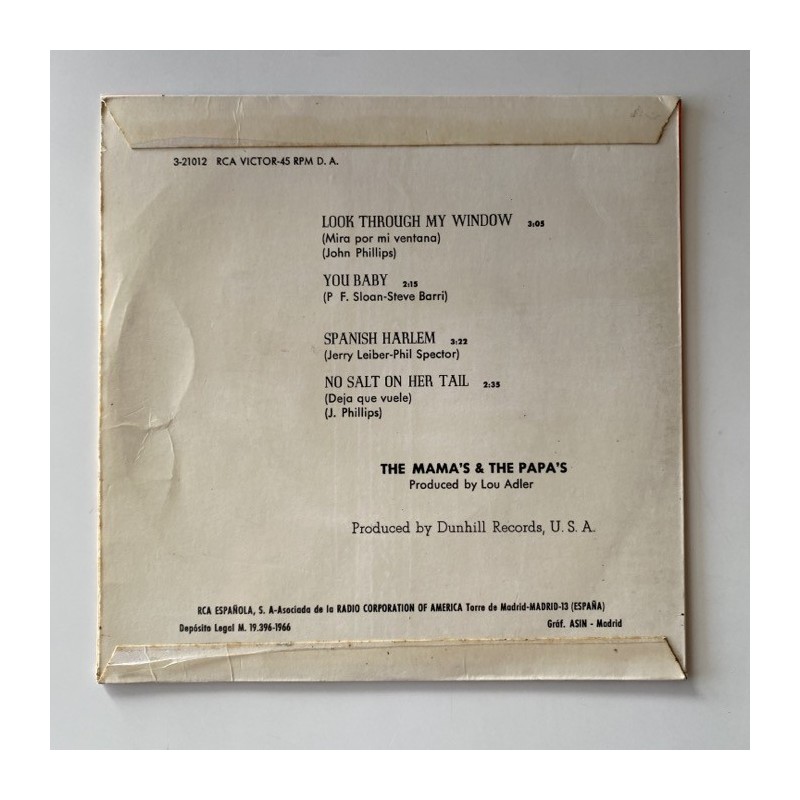 3-21012 RCA VICTOR-45 RPM D. A.
LOOK THROUGH MY WINDOW 3:05
(Mira por mi ventana)
(John Phillips)
YOU BABY 2:15
(P F. Sloan-Steve Barri)
SPANISH HARLEM 3:22
(Jerry Leiber-Phil Spector)
NO SALT ON HER TAIL 2:35
(Deja que vuele)
(J. Phillips)
THE MAMA'S & THE PAPA'S
Produced by Lou Adler
Produced by Dunhill Records, U. S. A.
RCA ESPAÑOLA, S. A-Asociada de la RADIO CORPORATION OF AMERICA Torre de Madrid-MADRID-13 (ESPAÑA)
Depósito Legal M. 19.396-1966 Gráf. ASIN - Madrid